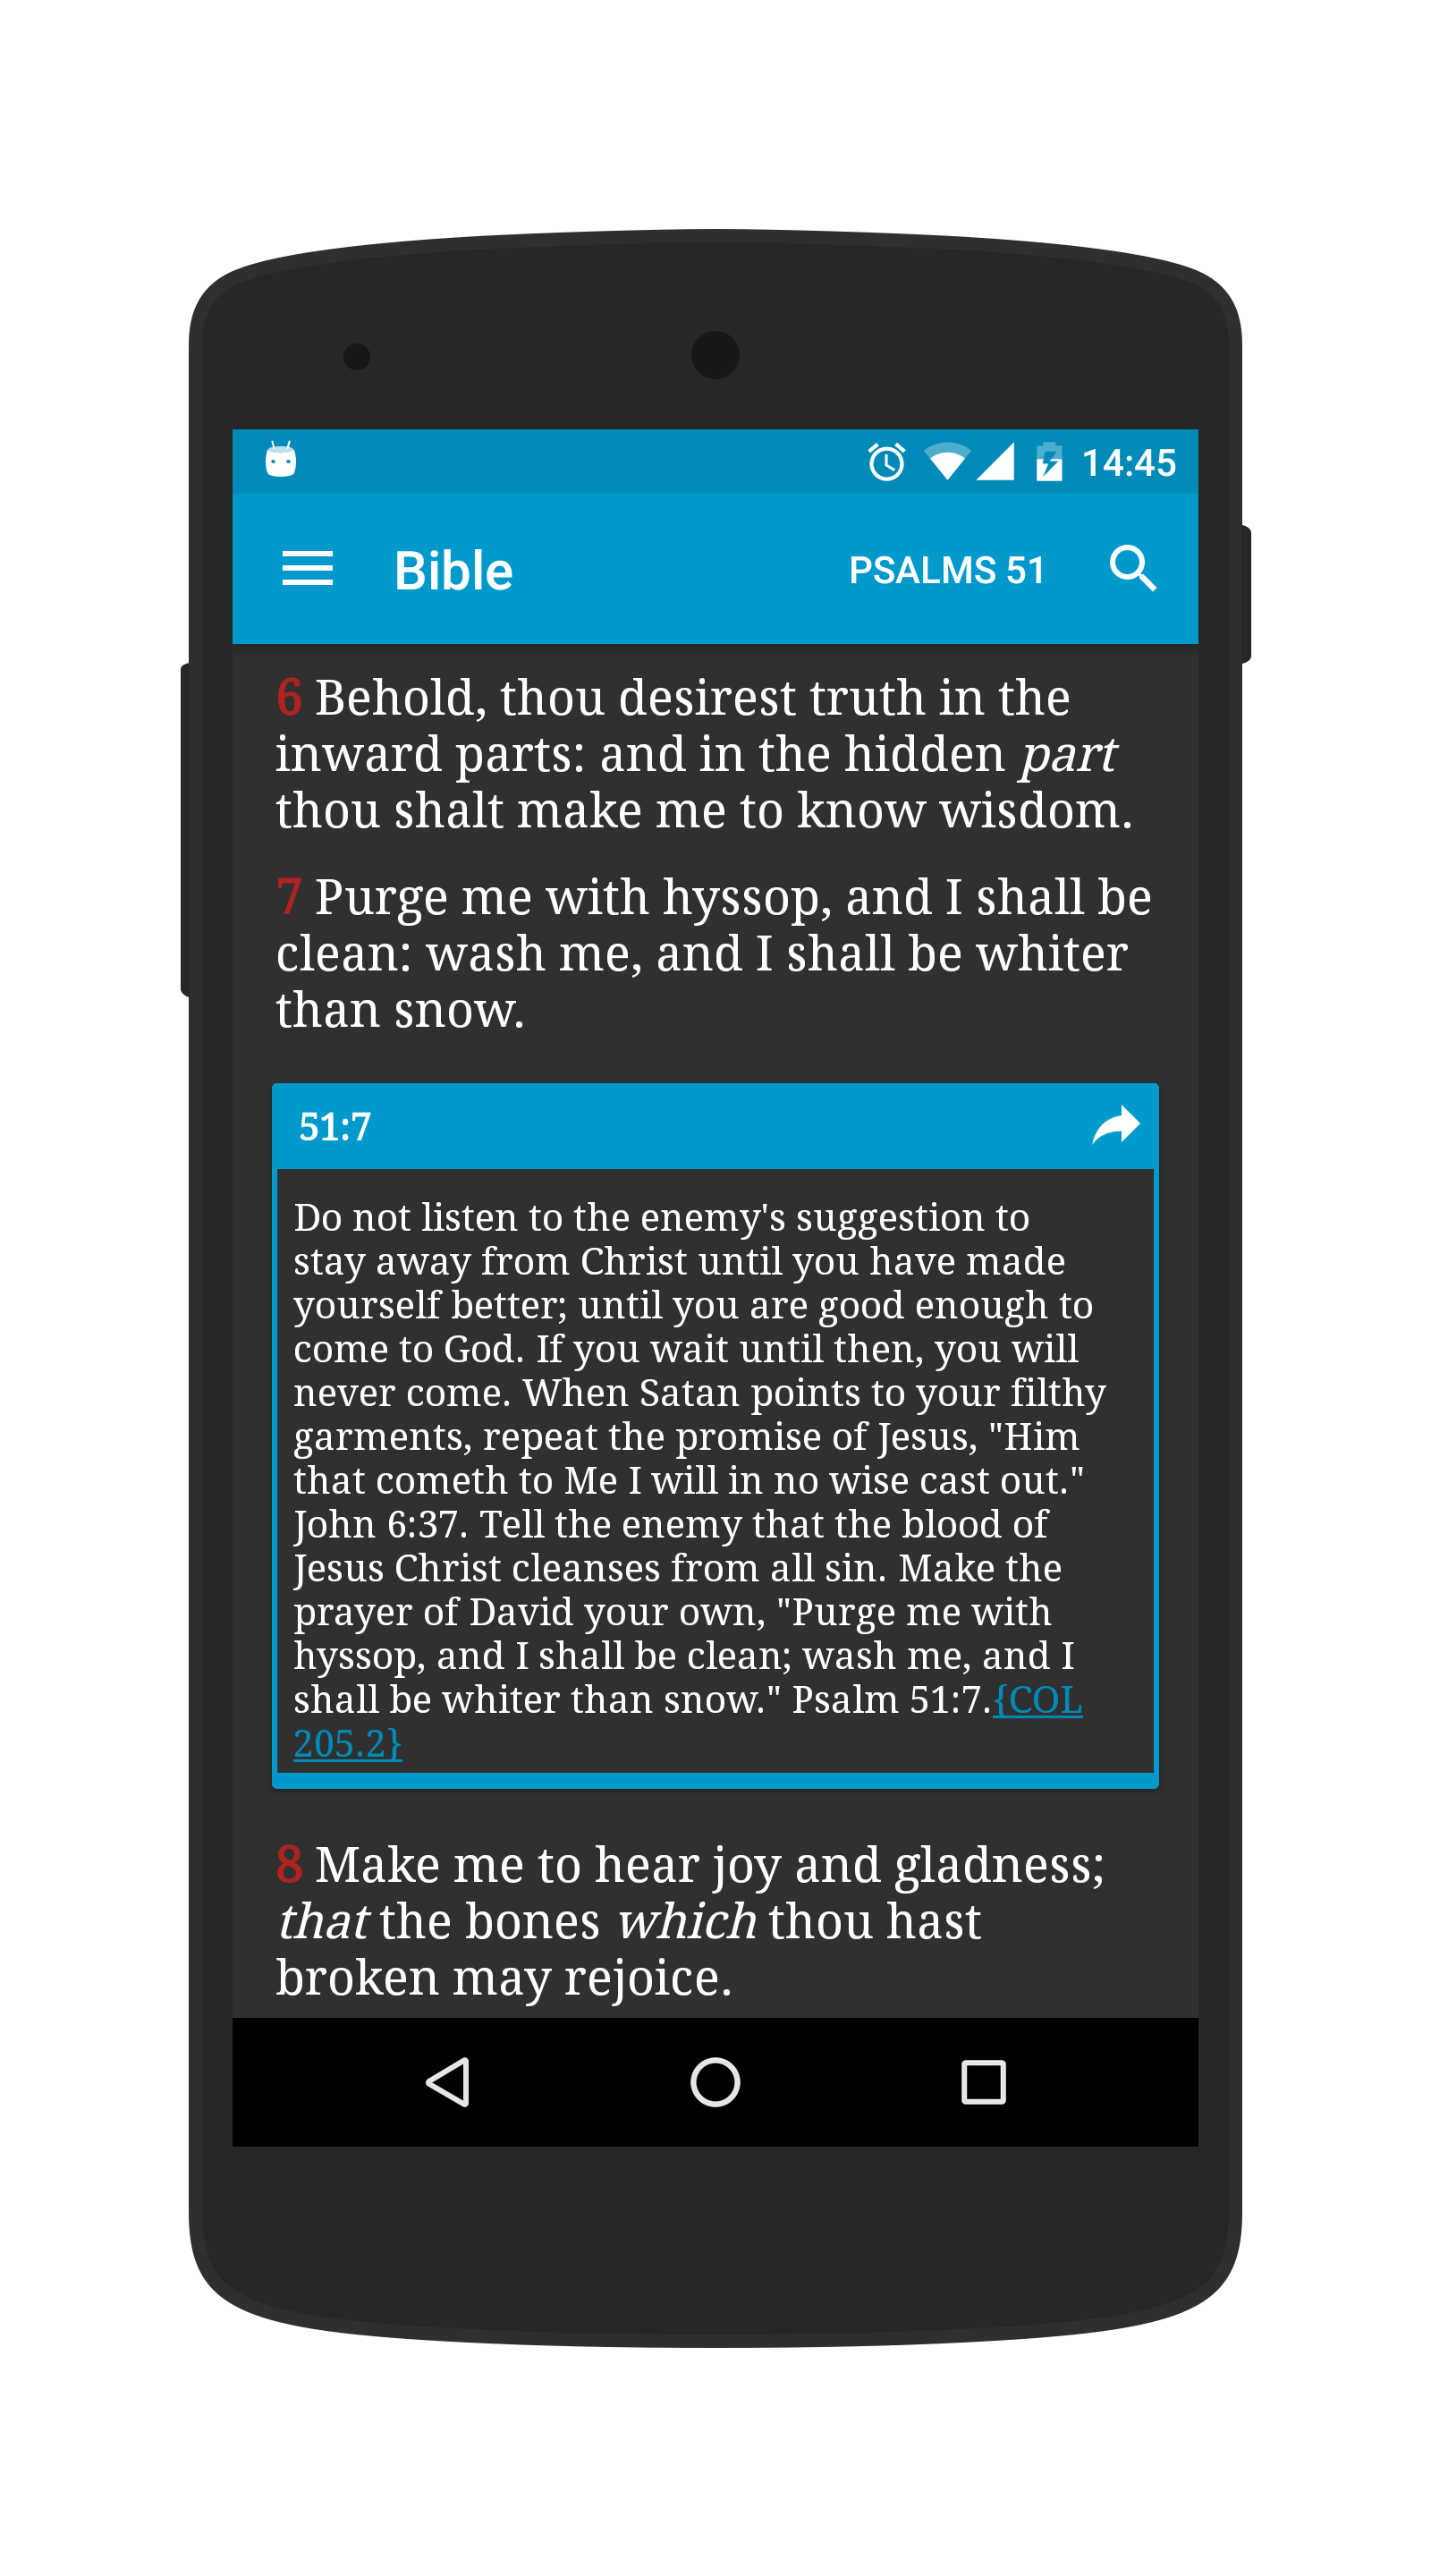 14:45
Bible PSALMS 51
6 Behold, thou desirest truth in the
inward parts: and in the hidden part
thou shalt make me to know wisdom.
7 Purge me with hyssop, and I shall be
clean: wash me, and I shall be whiter
than snow.
51:7
Do not listen to the enemy's suggestion to
stay away from Christ until you have made
yourself better; until you are good enough to
come to God. If you wait until then, you will
never come. When Satan points to your filthy
garments, repeat the promise of Jesus, "Him
that cometh to Me I will in no wise cast out."
John 6:37. Tell the enemy that the blood of
Jesus Christ cleanses from all sin. Make the
prayer of David your own, "Purge me with
hyssop, and I shall be clean; wash me, and I
shall be whiter than snow." Psalm 51:7.{COL
205.2}
8 Make me to hear joy and gladness;
that the bones which thou hast
broken may rejoice.